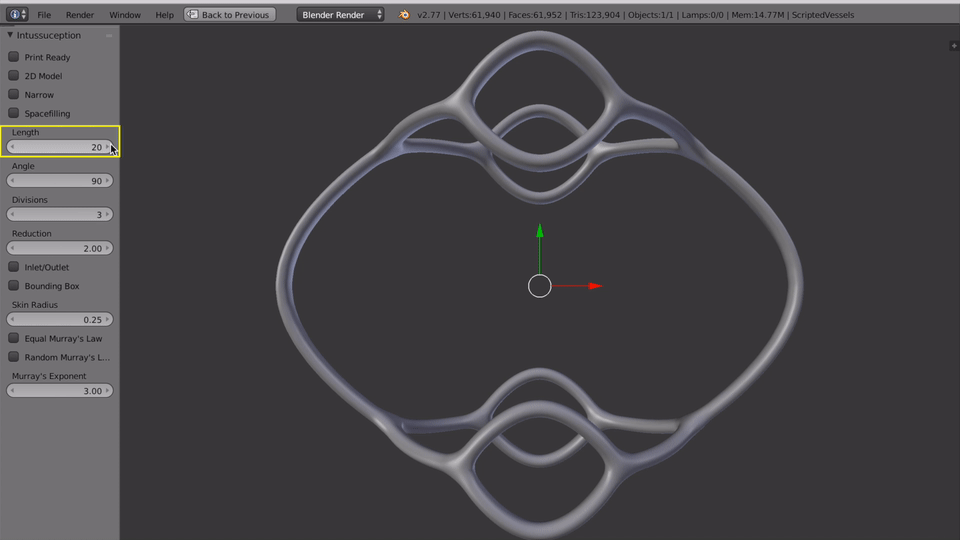 File Render Window Help Back to Previous Blender Render v2.77 | Verts:61,940 | Faces:61,952 | Tris:123,904 | Objects:1/1 | Lamps:0/0 | Mem:14.77M | ScriptedVessels
Intussuception
Print Ready
2D Model
Narrow
Spacefilling
Length
20
Angle
90
Divisions
3
Reduction
2.00
Inlet/Outlet
Bounding Box
Skin Radius
0.25
Equal Murray's Law
Random Murray's L...
Murray's Exponent
3.00